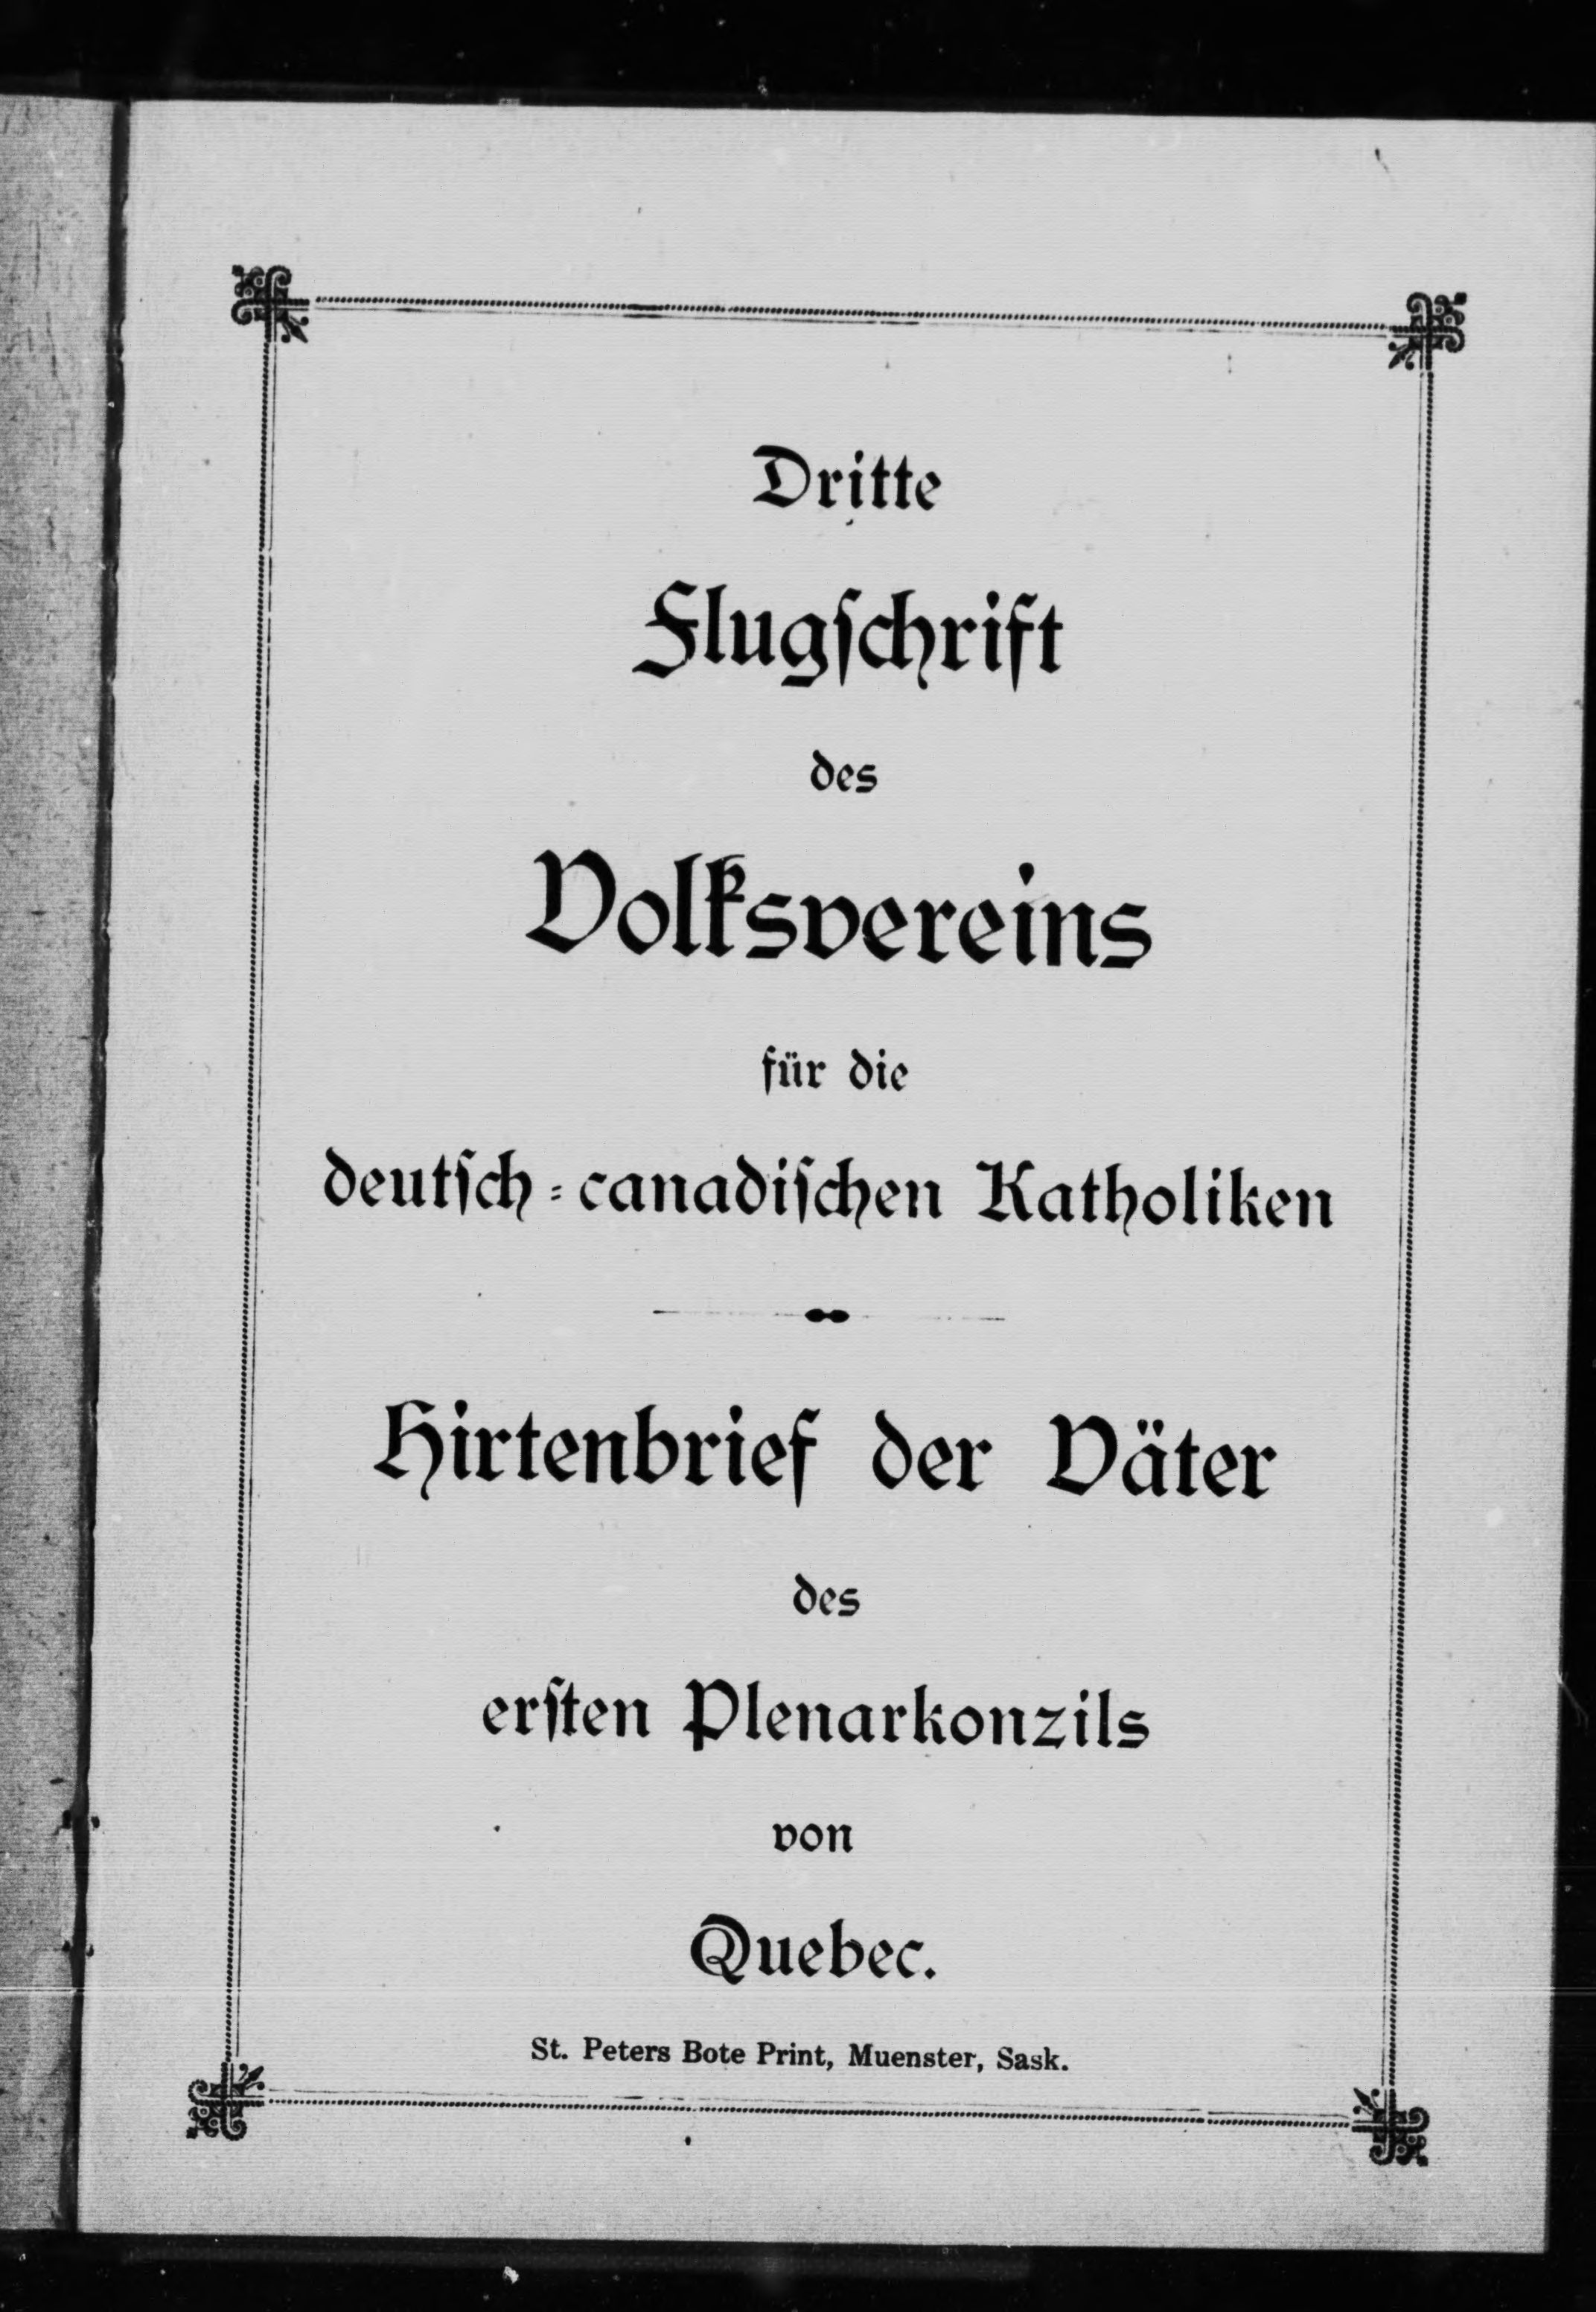 Dritte
Flugſchrift
des
Volksvereins
für die
deutſch=canadiſchen Katholiken
Hirtenbrief der Väter
des
erſten Plenarkonzils
von
Quebec.
St. Peters Bote Print, Muenster, Sask.